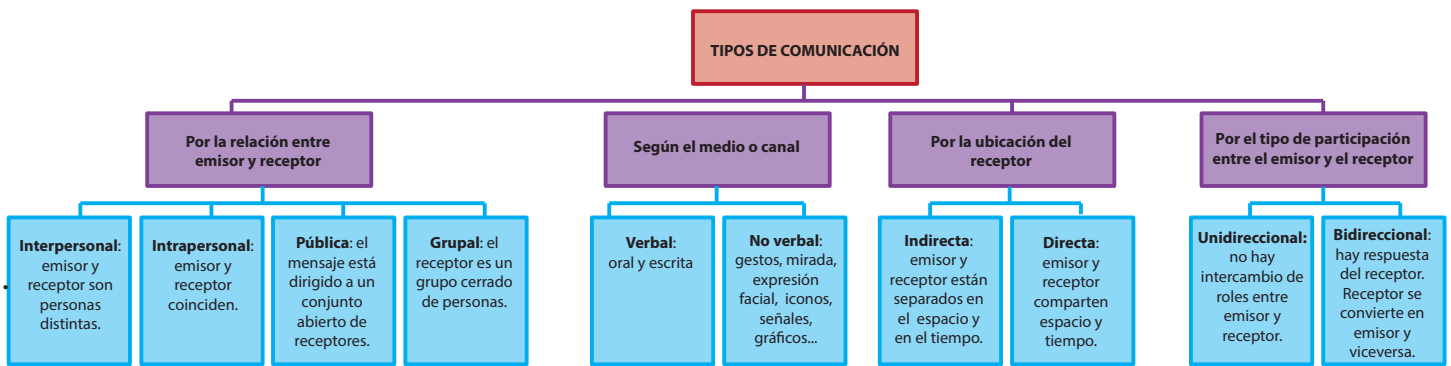 TIPOS DE COMUNICACIÓN
Por la relación entre
emisor y receptor
Según el medio o canal
Por la ubicación del
receptor
Por el tipo de participación
entre el emisor y el receptor
Interpersonal:
emisor y
receptor son
personas
distintas.
Intrapersonal:
emisor y
receptor
coinciden.
Pública: el
mensaje está
dirigido a un
conjunto
abierto de
receptores.
Grupal: el
receptor es un
grupo cerrado
de personas.
Verbal:
oral y escrita
No verbal:
gestos, mirada,
expresión
facial, iconos,
señales,
gráficos...
Indirecta:
emisor y
receptor están
separados en
el espacio y
en el tiempo.
Directa:
emisor y
receptor
comparten
espacio y
tiempo.
Unidireccional:
no hay
intercambio de
roles entre
emisor y
receptor.
Bidireccional:
hay respuesta
del receptor.
Receptor se
convierte en
emisor y
viceversa.